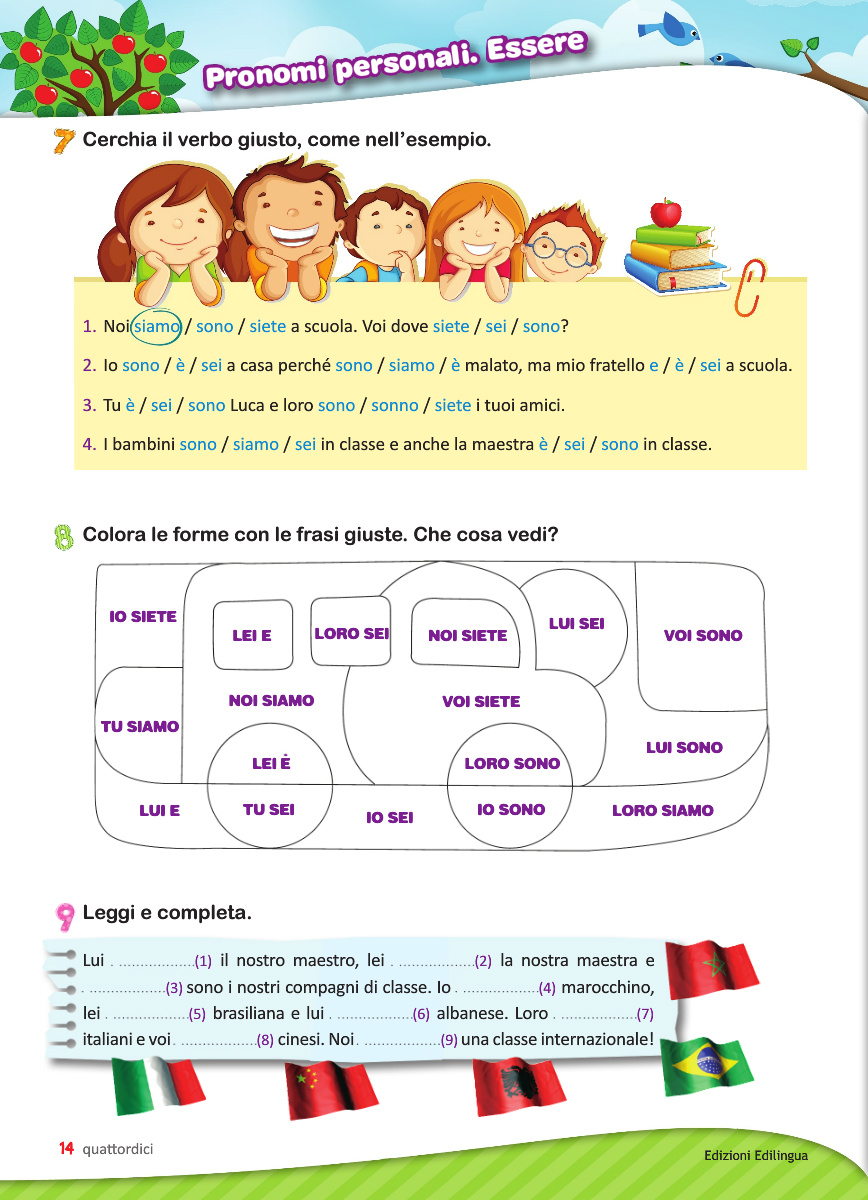 Pronomi personali. Essere
7 Cerchia il verbo giusto, come nell'esempio.
1. Noi siamo / sono / siete a scuola. Voi dove siete / sei / sono?
2. Io sono / è / sei a casa perché sono / siamo / è malato, ma mio fratello e / è / sei a scuola.
3. Tu è / sei / sono Luca e loro sono / sonno / siete i tuoi amici.
4. I bambini sono / siamo / sei in classe e anche la maestra è / sei / sono in classe.
8 Colora le forme con le frasi giuste. Che cosa vedi?
IO SIETE
LEI E
LORO SEI
NOI SIETE
LUI SEI
VOI SONO
NOI SIAMO
VOI SIETE
TU SIAMO
LUI SONO
LEI È
LORO SONO
LUI E
TU SEI
IO SEI
IO SONO
LORO SIAMO
9 Leggi e completa.
Lui . ..................(1) il nostro maestro, lei . ..................(2) la nostra maestra e
. ..................(3) sono i nostri compagni di classe. Io . ..................(4) marocchino,
lei . ..................(5) brasiliana e lui . ..................(6) albanese. Loro . ..................(7)
italiani e voi . ..................(8) cinesi. Noi . ..................(9) una classe internazionale!
14 quattordici
Edizioni Edilingua